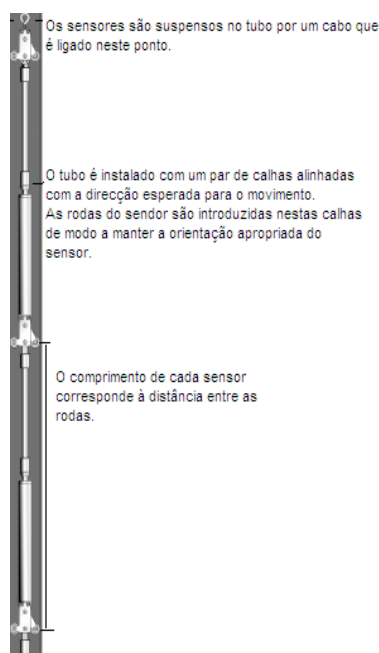 Os sensores são suspensos no tubo por um cabo que
é ligado neste ponto.
O tubo é instalado com um par de calhas alinhadas
com a direcção esperada para o movimento.
As rodas do sendor são introduzidas nestas calhas
de modo a manter a orientação apropriada do
sensor.
O comprimento de cada sensor
corresponde à distância entre as
rodas.